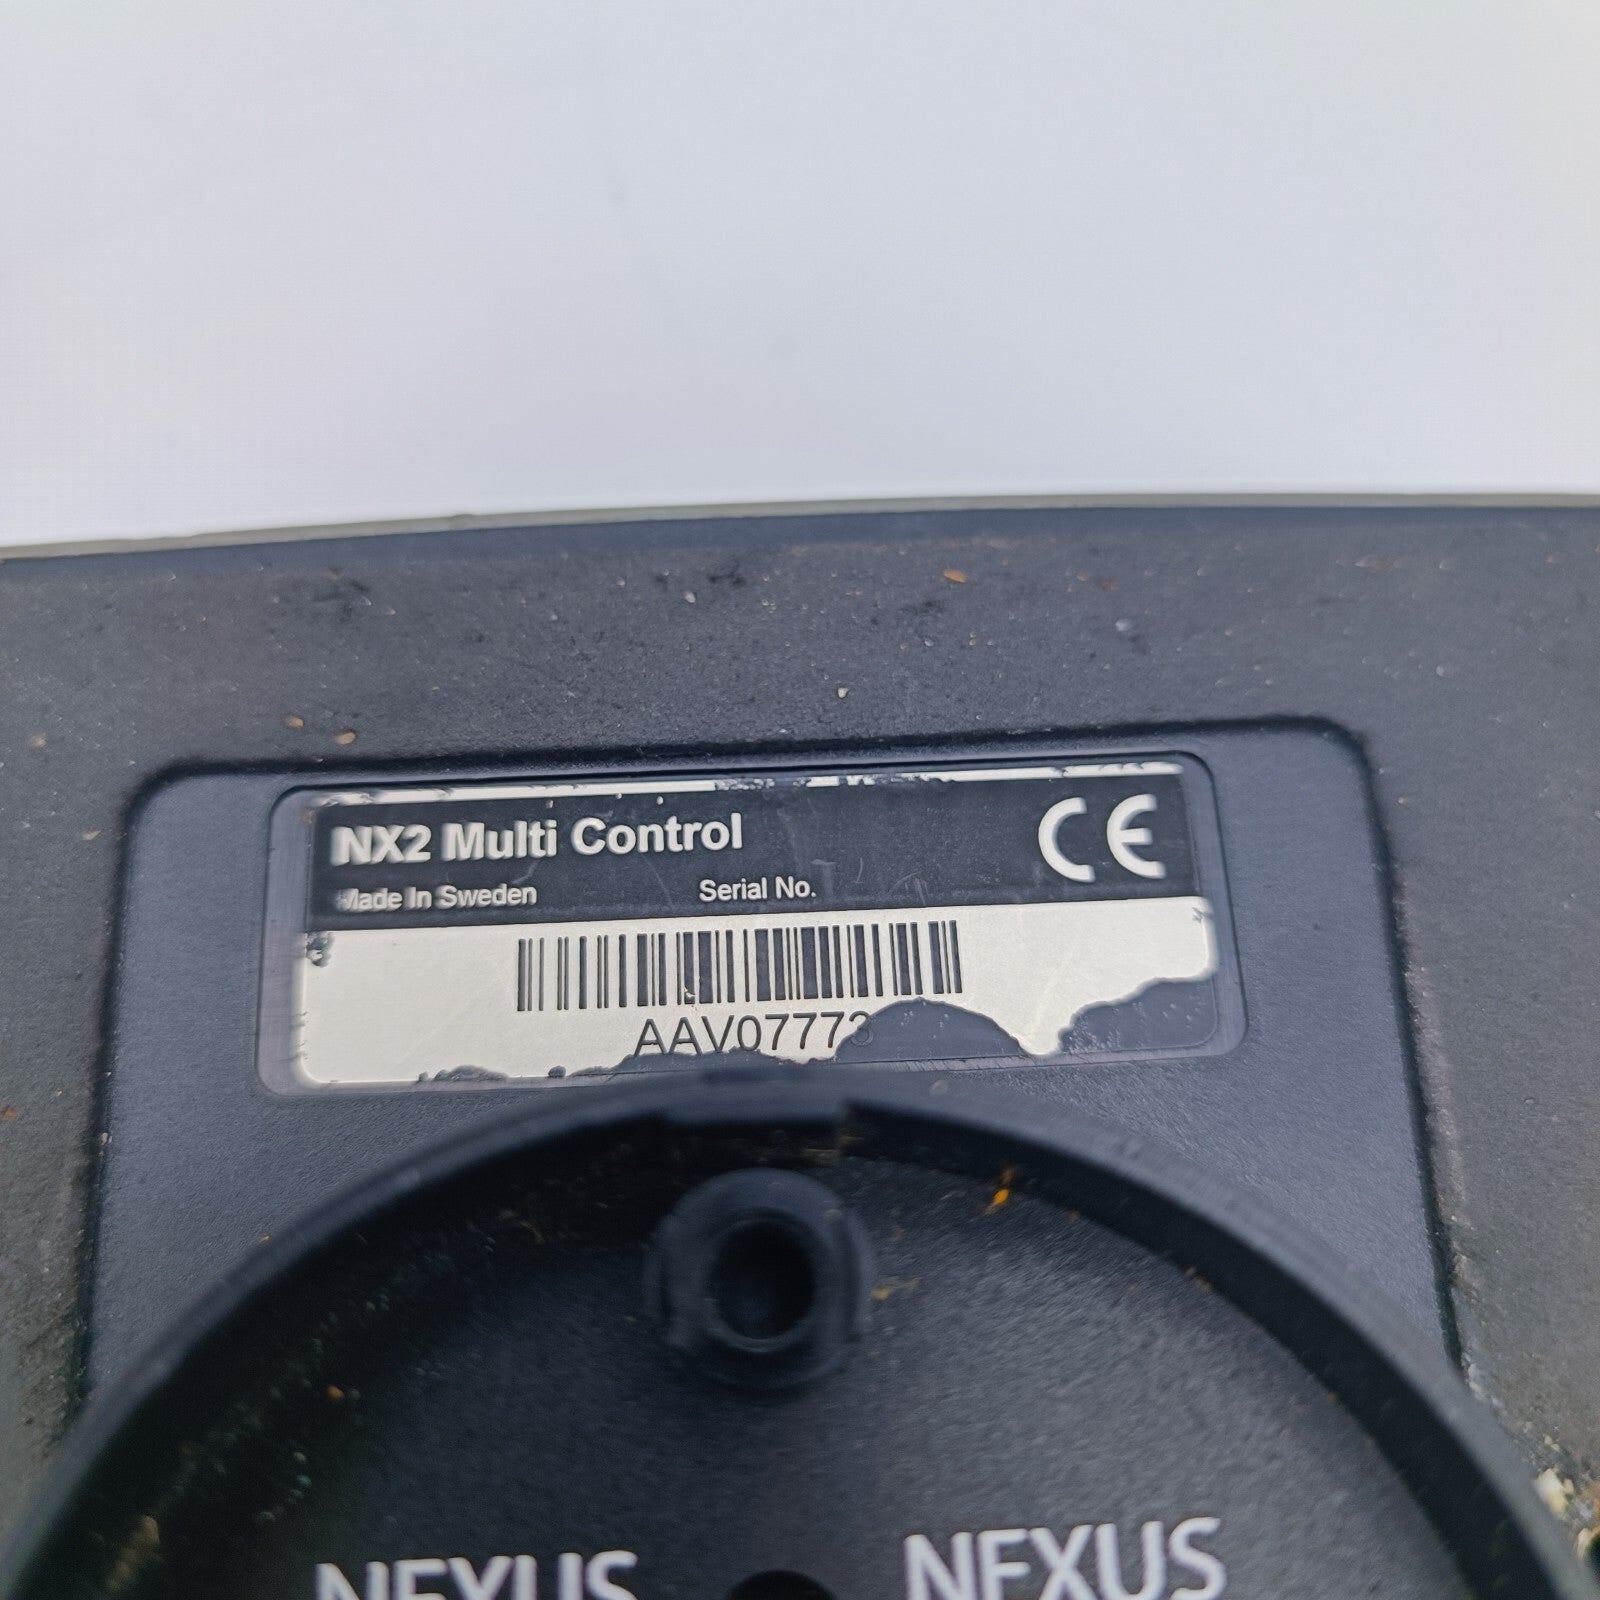 NX2 Multi Control
CE
Made In Sweden Serial No.
AAV07773
NEXUS NEXUS